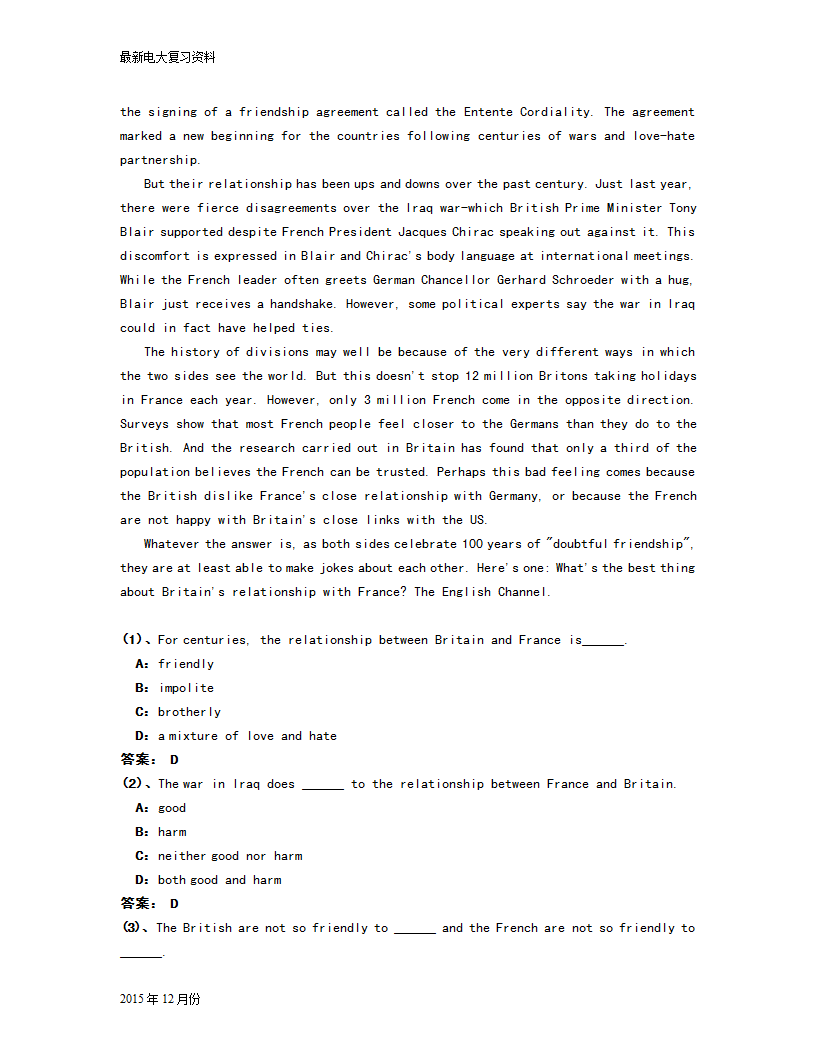 最新电大复习资料
the signing of a friendship agreement called the Entente Cordiality. The agreement
marked a new beginning for the countries following centuries of wars and love-hate
partnership.
But their relationship has been ups and downs over the past century. Just last year,
there were fierce disagreements over the Iraq war-which British Prime Minister Tony
Blair supported despite French President Jacques Chirac speaking out against it. This
discomfort is expressed in Blair and Chirac's body language at international meetings.
While the French leader often greets German Chancellor Gerhard Schroeder with a hug,
Blair just receives a handshake. However, some political experts say the war in Iraq
could in fact have helped ties.
The history of divisions may well be because of the very different ways in which
the two sides see the world. But this doesn't stop 12 million Britons taking holidays
in France each year. However, only 3 million French come in the opposite direction.
Surveys show that most French people feel closer to the Germans than they do to the
British. And the research carried out in Britain has found that only a third of the
population believes the French can be trusted. Perhaps this bad feeling comes because
the British dislike France's close relationship with Germany, or because the French
are not happy with Britain's close links with the US.
Whatever the answer is, as both sides celebrate 100 years of "doubtful friendship",
they are at least able to make jokes about each other. Here's one: What's the best thing
about Britain's relationship with France? The English Channel.
(1)、For centuries, the relationship between Britain and France is______.
A: friendly
B: impolite
C: brotherly
D: a mixture of love and hate
答案: D
(2)、The war in Iraq does ______ to the relationship between France and Britain.
A: good
B: harm
C: neither good nor harm
D: both good and harm
答案: D
(3)、The British are not so friendly to ______ and the French are not so friendly to
______.
2015 年 12 月份